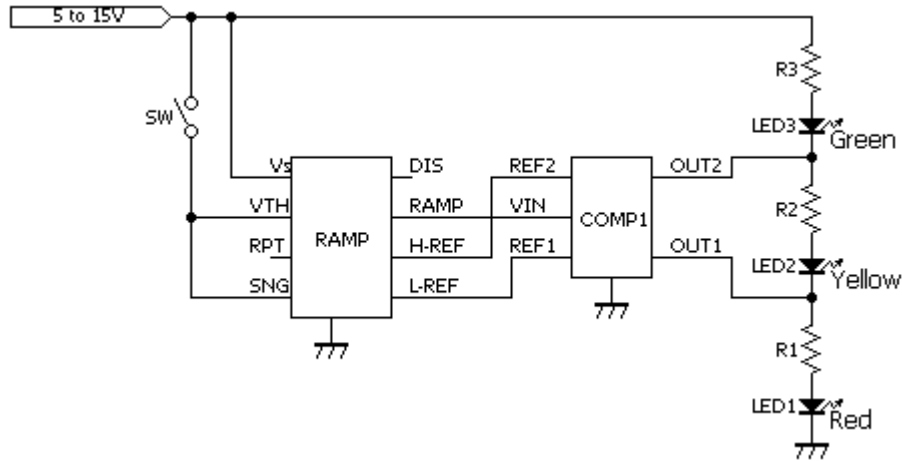 5 to 15V
R3
SW
LED3
Green
Vs
DIS
REF2
OUT2
VTH
RAMP
VIN
R2
RAMP
COMP1
RPT
H-REF
REF1
OUT1
LED2
Yellow
SNG
L-REF
R1
LED1
Red